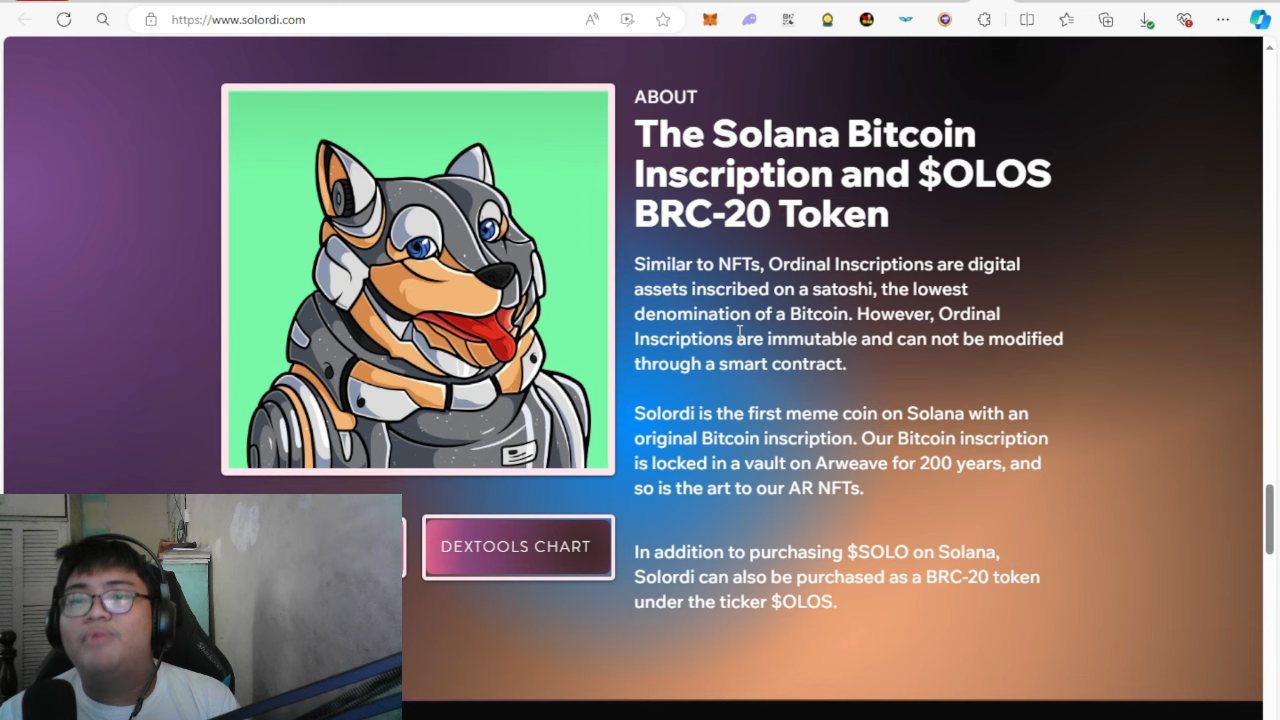 https://www.solordi.com
ABOUT
The Solana Bitcoin
Inscription and $OLOS
BRC-20 Token
Similar to NFTs, Ordinal Inscriptions are digital
assets inscribed on a satoshi, the lowest
denomination of a Bitcoin. However, Ordinal
Inscriptions are immutable and can not be modified
through a smart contract.
Solordi is the first meme coin on Solana with an
original Bitcoin inscription. Our Bitcoin inscription
is locked in a vault on Arweave for 200 years, and
so is the art to our AR NFTs.
In addition to purchasing $SOLO on Solana,
Solordi can also be purchased as a BRC-20 token
under the ticker $OLOS.
DEXTOOLS CHART